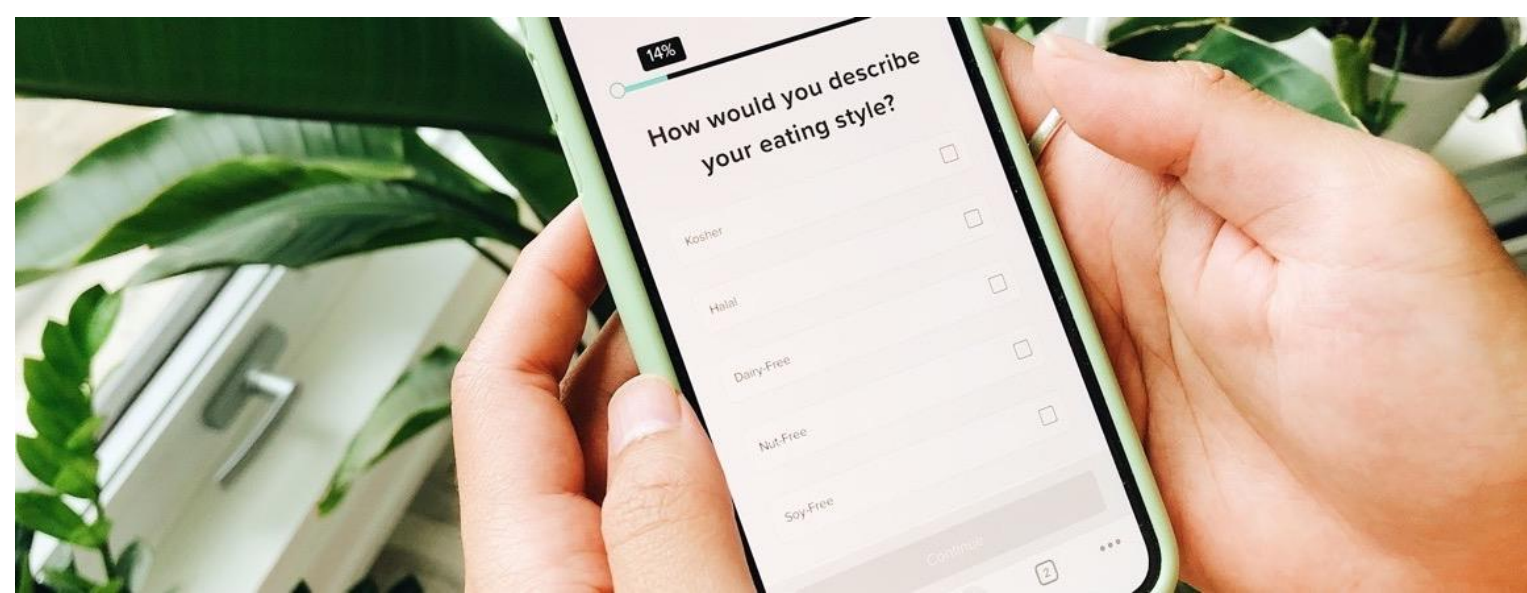 14%
How would you describe
your eating style?
Kosher
Halal
Dairy-Free
Nut-Free
Soy-Free
Continue
2